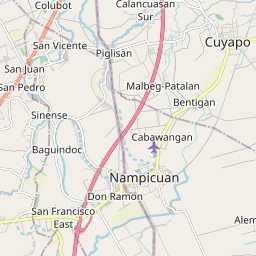 Colubot
Calancuasan
Sur
San Vicente
Piglisan
Cuyapo
San Juan
San Pedro
Malbeg-Patalan
Bentigan
Sinense
Cabawangan
Baguindoc
Nampicuan
Don Ramon
San Francisco
East
Alem